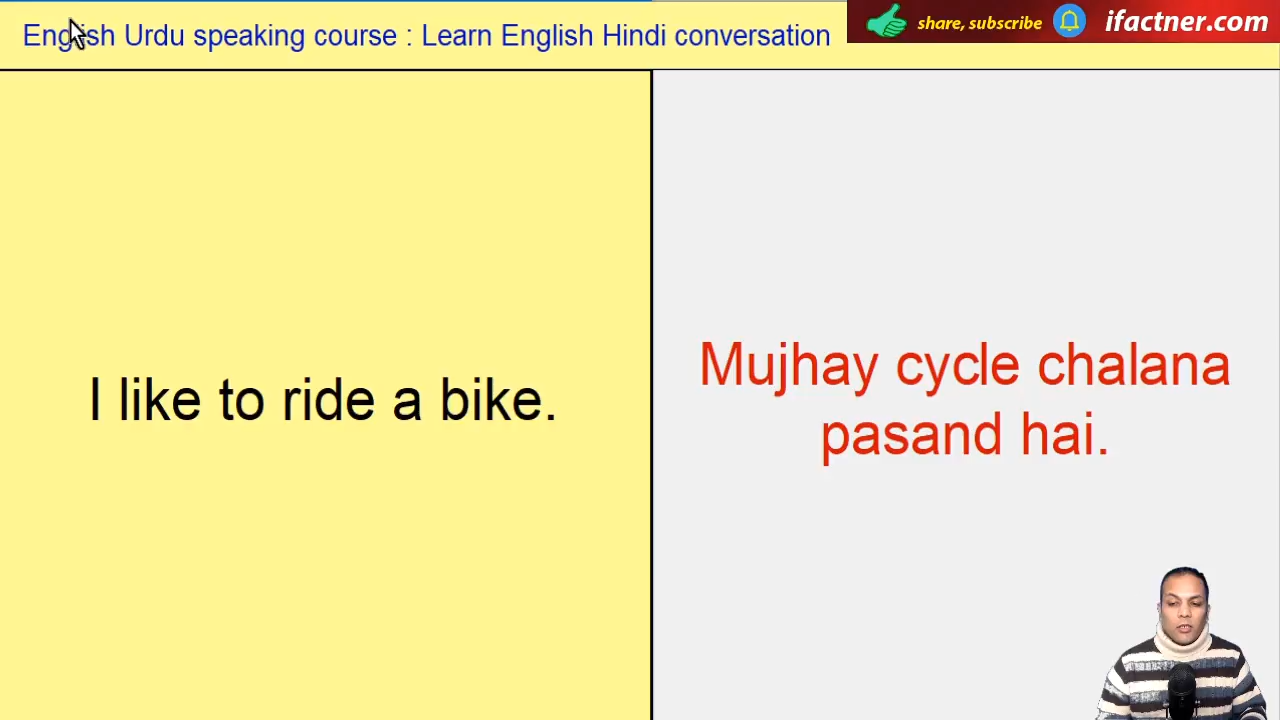 English Urdu speaking course : Learn English Hindi conversation
share, subscribe
ifactner.com
I like to ride a bike.
Mujhay cycle chalana
pasand hai.